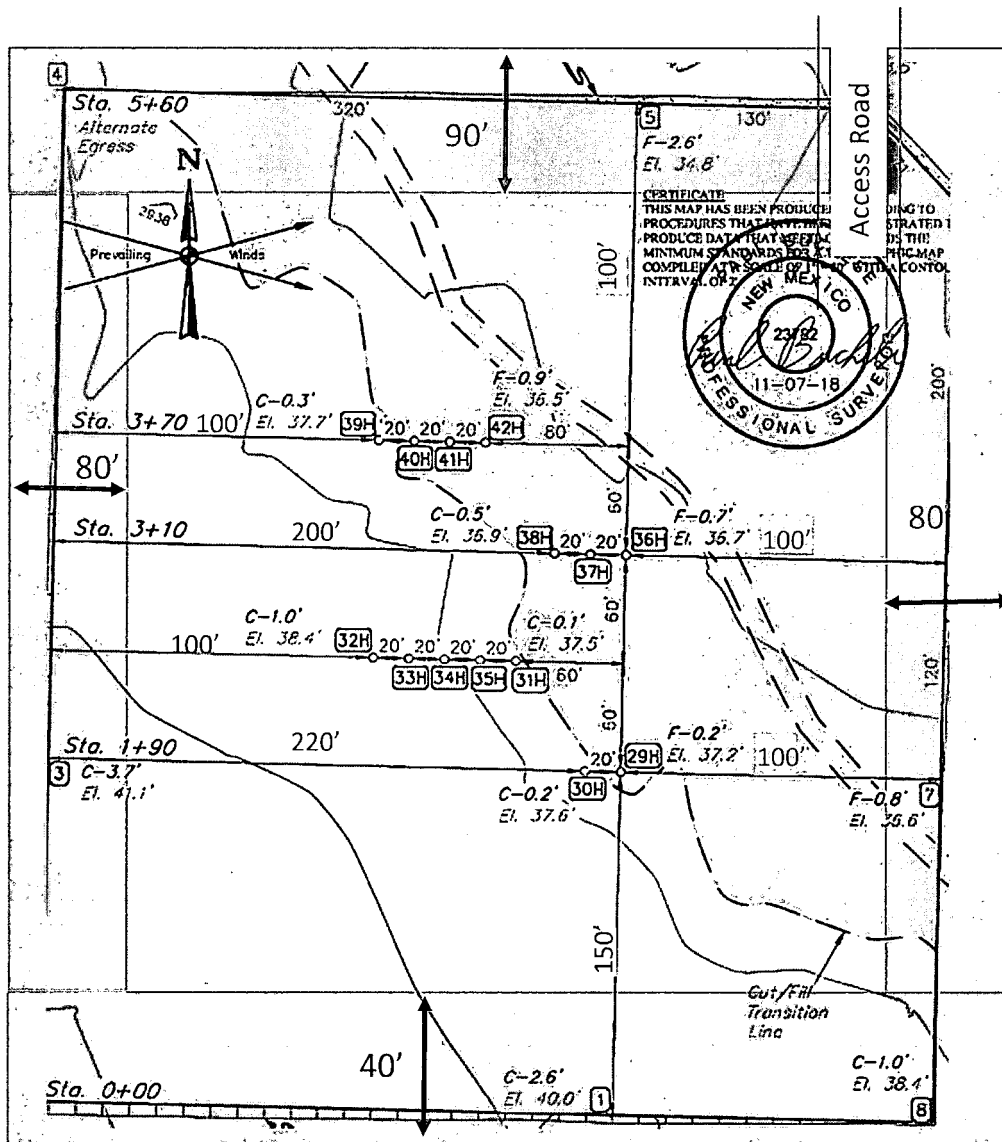 4
Sta. 5+60
Alternate
Egress
320'
90'
5
130'
F-2.6'
El. 34.8'
Access Road
CERTIFICATE
THIS MAP HAS BEEN PRODUCED
PROCEDURES THAT
PRODUCE DATA THAT
MINIMUM STANDARDS FOR
COMPILED AT A SCALE OF
INTERVAL OF
N
2838
Prevailing Winds
100'
NEW MEXICO
23782
11-07-18
PROFESSIONAL SURVEYOR
200'
F-0.9'
El. 36.5'
C-0.3'
El. 37.7'
Sta. 3+70
100'
39H
20'
20'
20'
42H
80'
40H
41H
80'
60'
C-0.5'
El. 36.9'
F-0.7'
El. 36.7'
80
Sta. 3+10
200'
38H
20'
20'
36H
100'
37H
60'
C-1.0'
El. 38.4'
C-0.1'
El. 37.5'
100'
32H
20'
20'
20'
20'
33H
34H
35H
31H
60'
120'
60'
F-0.2'
El. 37.2'
Sta. 1+90
220'
20'
29H
100'
3
C-3.7'
El. 41.1'
30H
C-0.2'
El. 37.6'
F-0.8'
El. 36.6'
7
150'
Cut/Fill
Transition
Line
40'
C-2.6'
El. 40.0'
C-1.0'
El. 38.4'
Sta. 0+00
1
8